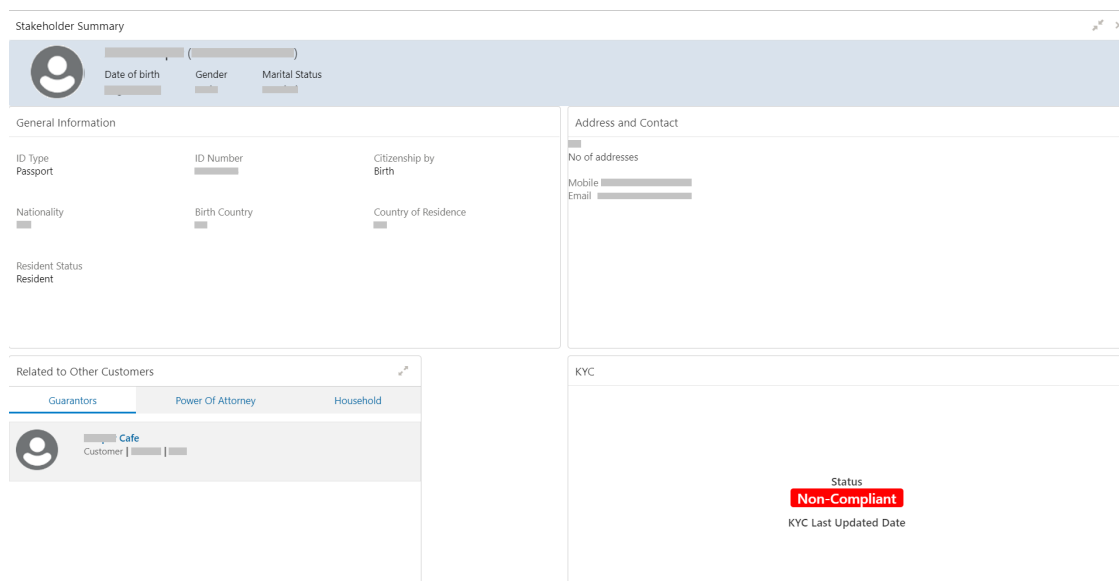 Stakeholder Summary
( )
Date of birth Gender Marital Status
General Information
ID Type ID Number Citizenship by
Passport Birth
Nationality Birth Country Country of Residence
Resident Status
Resident
Address and Contact
No of addresses
Mobile
Email
Related to Other Customers
Guarantors Power Of Attorney Household
Cafe
Customer | |
KYC
Status
Non-Compliant
KYC Last Updated Date